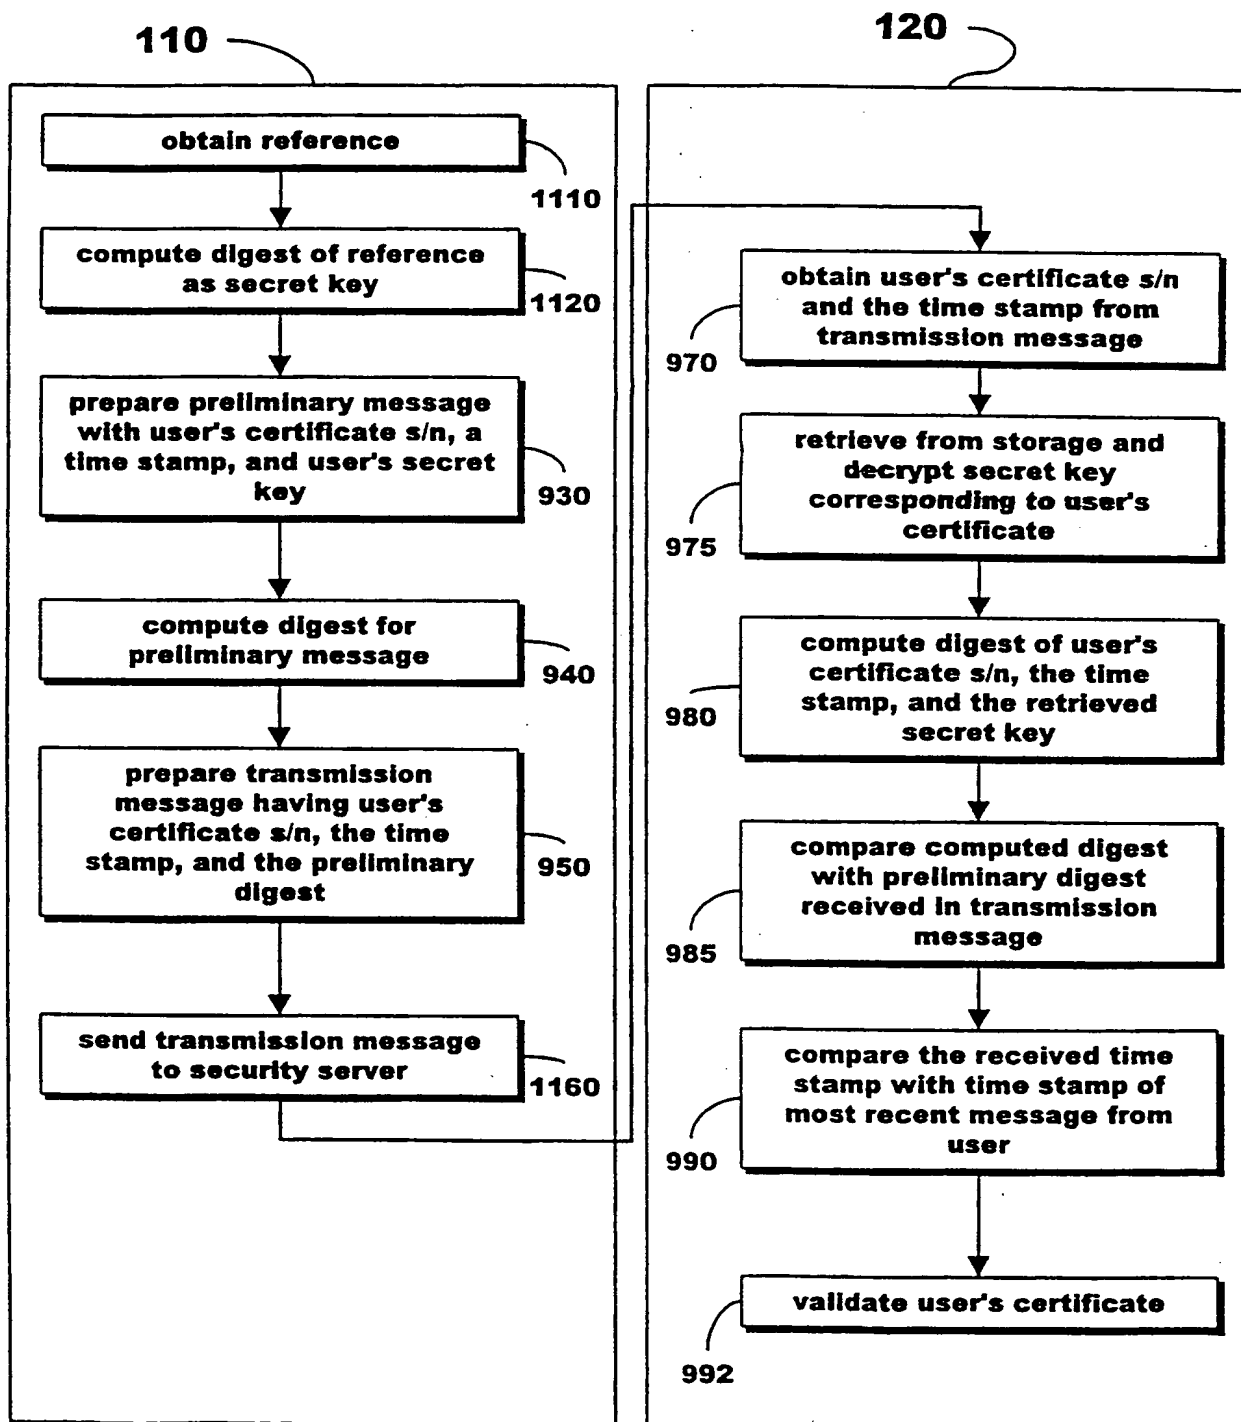 110
obtain reference
1110
compute digest of reference
as secret key
1120
prepare preliminary message
with user's certificate s/n, a
time stamp, and user's secret
key
930
compute digest for
preliminary message
940
prepare transmission
message having user's
certificate s/n, the time
stamp, and the preliminary
digest
950
send transmission message
to security server
1160
120
obtain user's certificate s/n
and the time stamp from
transmission message
970
retrieve from storage and
decrypt secret key
corresponding to user's
certificate
975
compute digest of user's
certificate s/n, the time
stamp, and the retrieved
secret key
980
compare computed digest
with preliminary digest
received in transmission
message
985
compare the received time
stamp with time stamp of
most recent message from
user
990
validate user's certificate
992